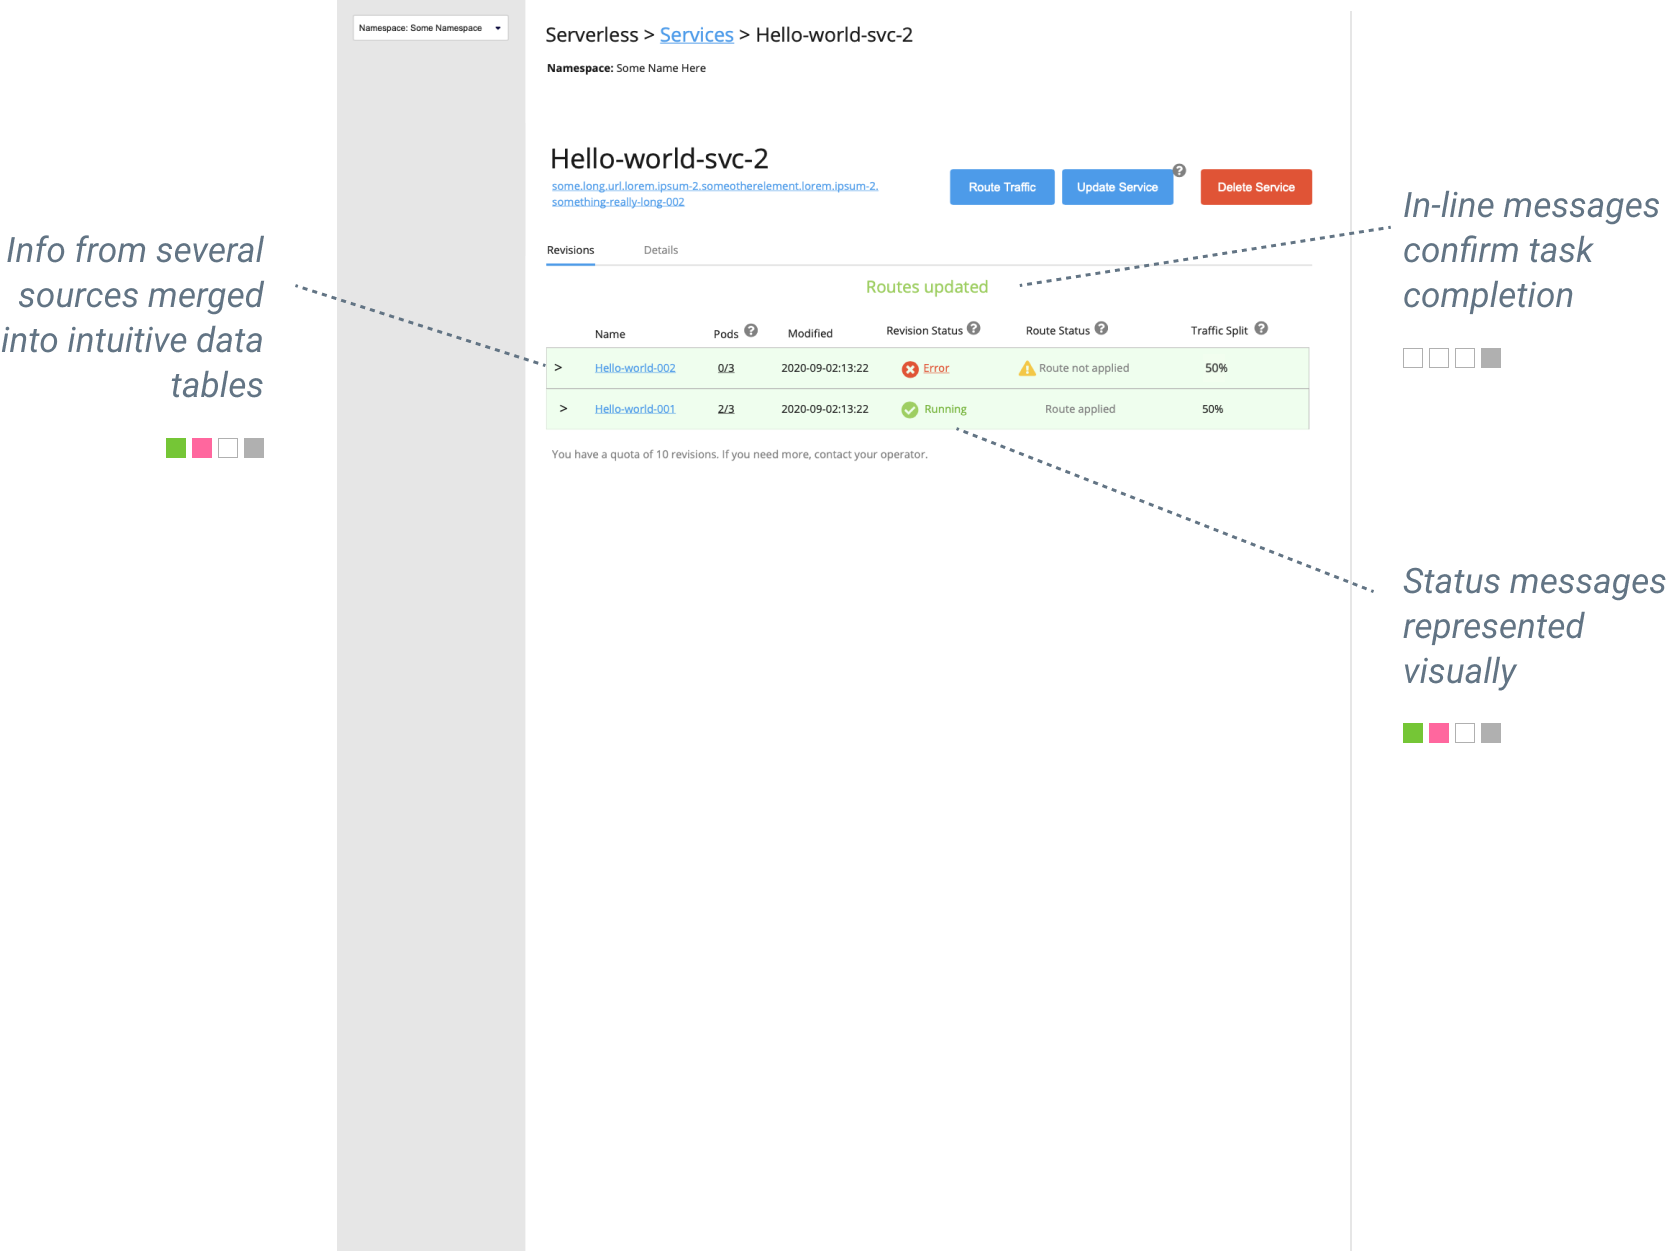 Namespace: Some Namespace
Serverless > Services > Hello-world-svc-2
Namespace: Some Name Here
Hello-world-svc-2
some.long.url.lorem.ipsum-2.someotherelement.lorem.ipsum-2.
something-really-long-002
Route Traffic
Update Service
?
Delete Service
Revisions
Details
Routes updated
Name
Pods ?
Modified
Revision Status ?
Route Status ?
Traffic Split ?
> Hello-world-002 0/3 2020-09-02:13:22 Error Route not applied 50%
> Hello-world-001 2/3 2020-09-02:13:22 Running Route applied 50%
You have a quota of 10 revisions. If you need more, contact your operator.
Info from several
sources merged
into intuitive data
tables
In-line messages
confirm task
completion
Status messages
represented
visually